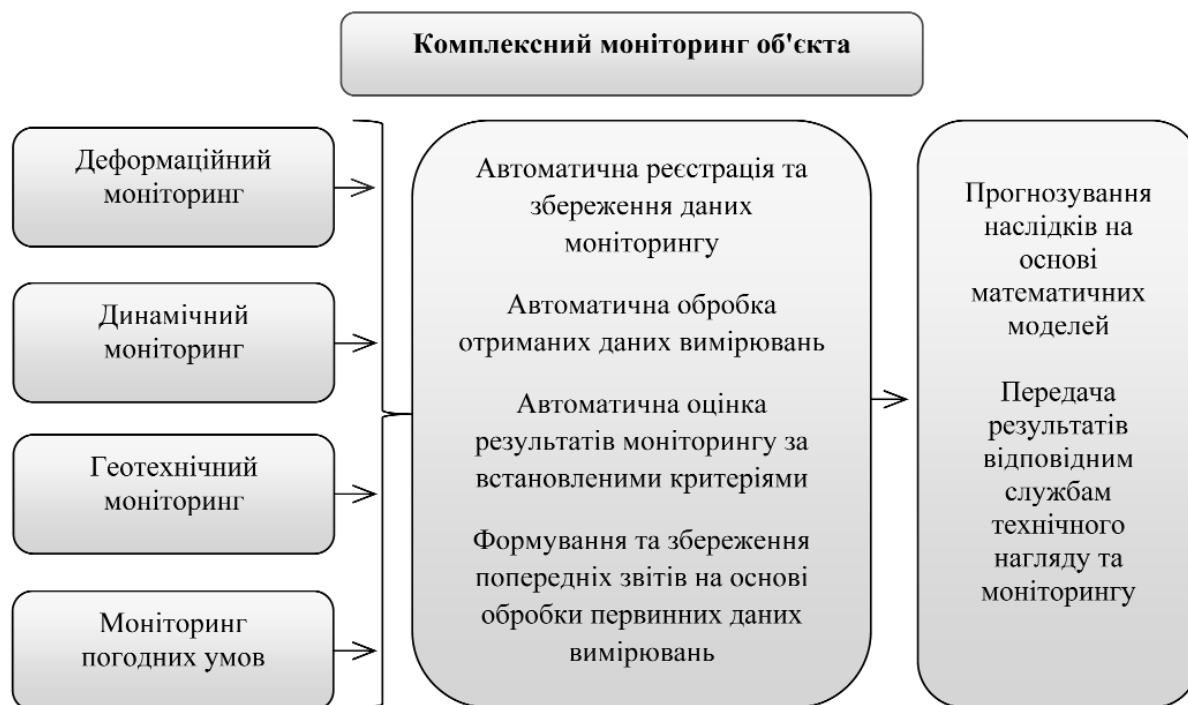 Комплексний моніторинг об'єкта
Деформаційний
моніторинг
Динамічний
моніторинг
Геотехнічний
моніторинг
Моніторинг
погодних умов
Автоматична реєстрація та
збереження даних
моніторингу
Автоматична обробка
отриманих даних вимірювань
Автоматична оцінка
результатів моніторингу за
встановленими критеріями
Формування та збереження
попередніх звітів на основі
обробки первинних даних
вимірювань
Прогнозування
наслідків на
основі
математичних
моделей
Передача
результатів
відповідним
службам
технічного
нагляду та
моніторингу